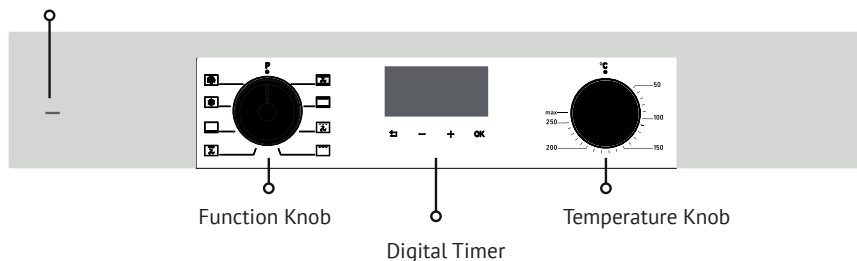 P
°C
50
max
250
100
− + OK
200
150
Function Knob
Temperature Knob
Digital Timer